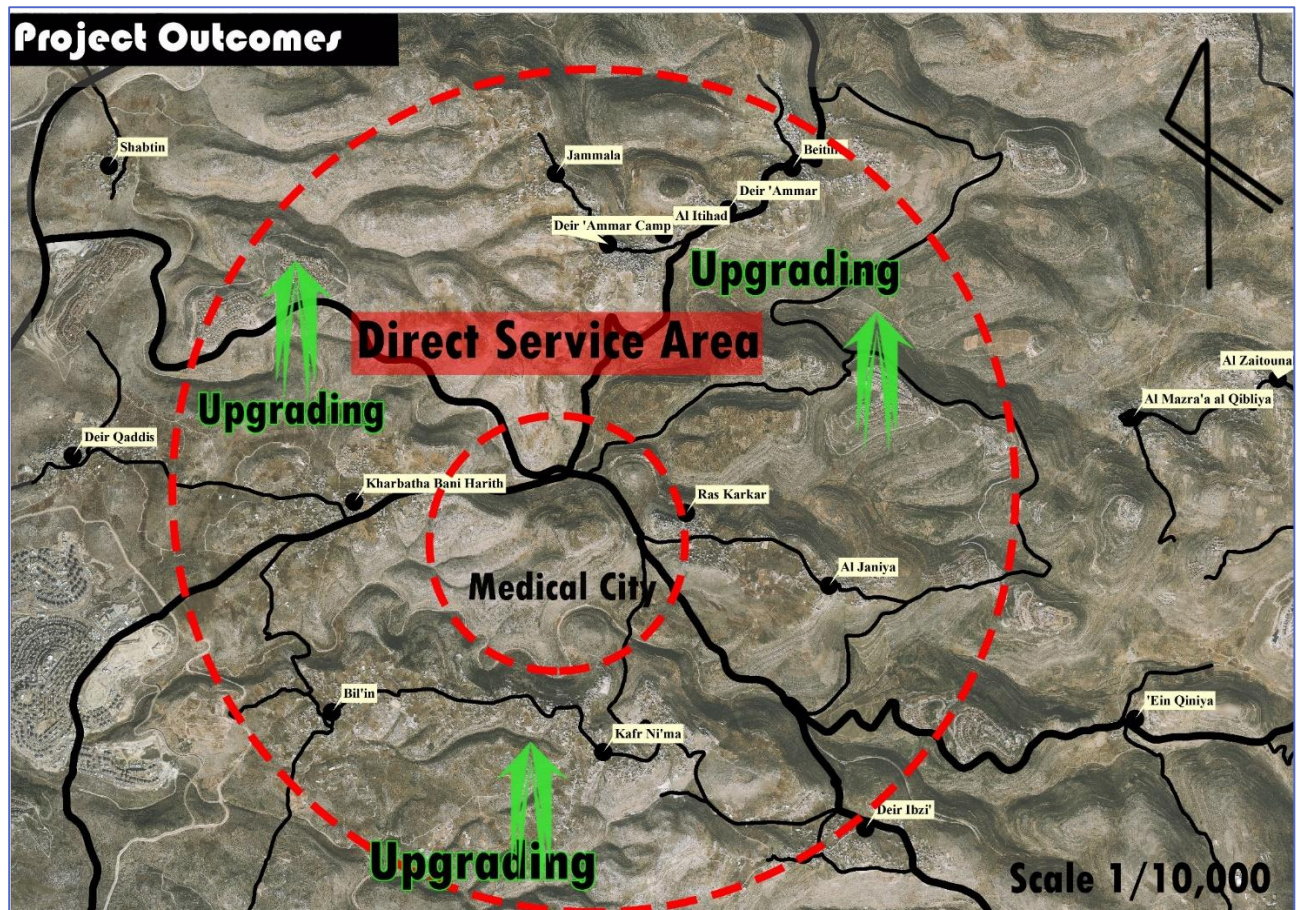 Project Outcomes
Shabtin
Jammala
Beitill
Deir 'Ammar
Al Itihad
Deir 'Ammar Camp
Upgrading
Direct Service Area
Upgrading
Al Zaitouna
Al Mazra'a al Qibliya
Deir Qaddis
Kharbatha Bani Harith
Ras Karkar
Al Janiya
Medical City
Bil'in
Kafr Ni'ma
'Ein Qiniya
Deir Ibzi'
Upgrading
Scale 1/10,000